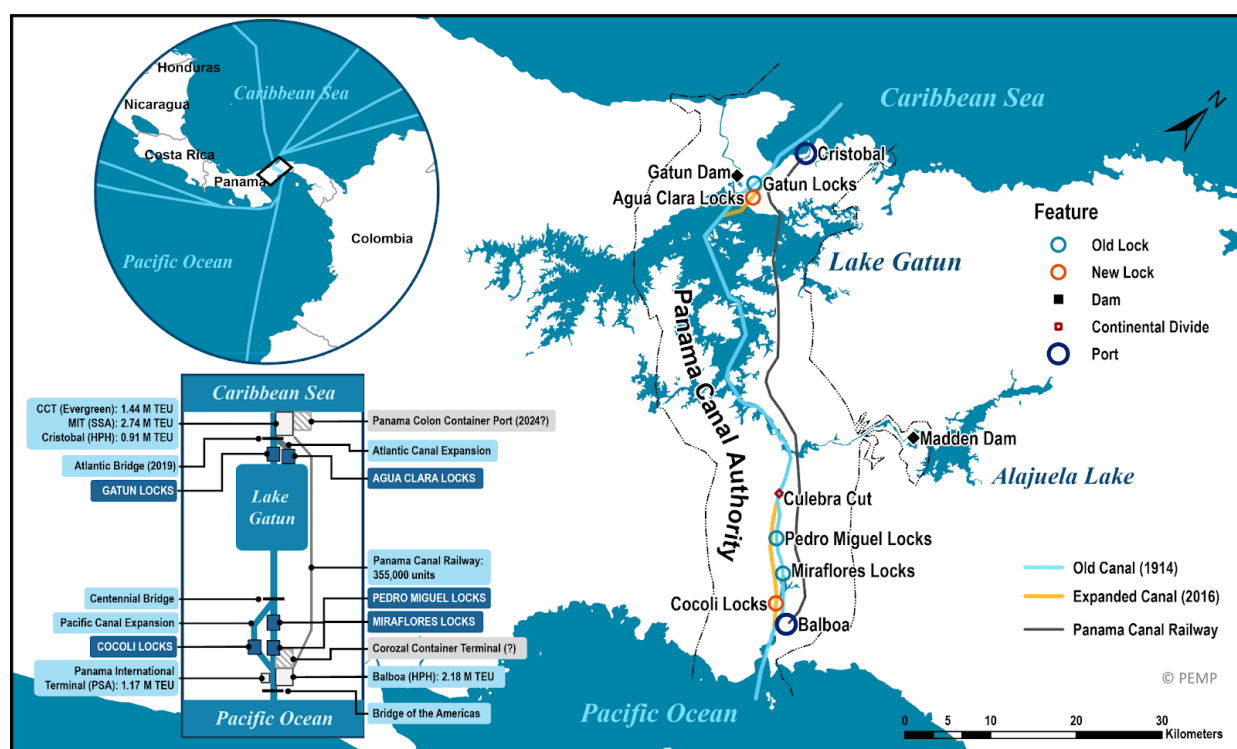 Honduras
Nicaragua
Caribbean Sea
Costa Rica
Panama
Colombia
Pacific Ocean
Caribbean Sea
N
Cristobal
Gatun Dam
Gatun Locks
Agua Clara Locks
Lake Gatun
Panama Canal Authority
Madden Dam
Alajuela Lake
Culebra Cut
Pedro Miguel Locks
Miraflores Locks
Cocoli Locks
Balboa
Pacific Ocean
Feature
Old Lock
New Lock
Dam
Continental Divide
Port
Old Canal (1914)
Expanded Canal (2016)
Panama Canal Railway
© PEMP
0 5 10 20 30
Kilometers
Caribbean Sea
CCT (Evergreen): 1.44 M TEU
MIT (SSA): 2.74 M TEU
Cristobal (HPH): 0.91 M TEU
Panama Colon Container Port (2024?)
Atlantic Bridge (2019)
Atlantic Canal Expansion
GATUN LOCKS
AGUA CLARA LOCKS
Lake
Gatun
Panama Canal Railway:
355,000 units
Centennial Bridge
PEDRO MIGUEL LOCKS
Pacific Canal Expansion
MIRAFLORES LOCKS
COCOLI LOCKS
Corozal Container Terminal (?)
Panama International
Terminal (PSA): 1.17 M TEU
Balboa (HPH): 2.18 M TEU
Bridge of the Americas
Pacific Ocean